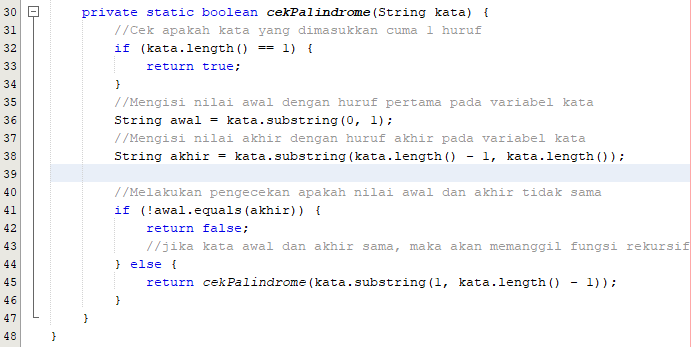 30 private static boolean cekPalindrome(String kata) {
31 //Cek apakah kata yang dimasukkan cuma 1 huruf
32 if (kata.length() == 1) {
33 return true;
34 }
35 //Mengisi nilai awal dengan huruf pertama pada variabel kata
36 String awal = kata.substring(0, 1);
37 //Mengisi nilai akhir dengan huruf akhir pada variabel kata
38 String akhir = kata.substring(kata.length() - 1, kata.length());
39
40 //Melakukan pengecekan apakah nilai awal dan akhir tidak sama
41 if (!awal.equals(akhir)) {
42 return false;
43 //jika kata awal dan akhir sama, maka akan memanggil fungsi rekursif
44 } else {
45 return cekPalindrome(kata.substring(1, kata.length() - 1));
46 }
47 }
48 }